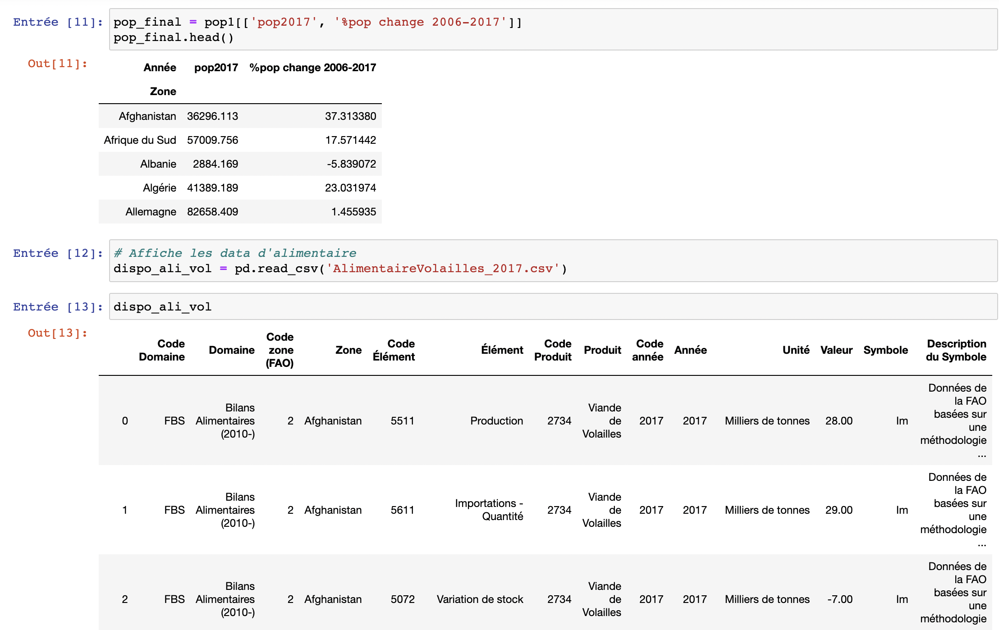 Entrée [11]: pop_final = pop1[['pop2017', '%pop change 2006-2017']]
pop_final.head()
Out[11]:
Année pop2017 %pop change 2006-2017
Zone
Afghanistan 36296.113 37.313380
Afrique du Sud 57009.756 17.571442
Albanie 2884.169 -5.839072
Algérie 41389.189 23.031974
Allemagne 82658.409 1.455935
Entrée [12]: # Affiche les data d'alimentaire
dispo_ali_vol = pd.read_csv('AlimentaireVolailles_2017.csv')
Entrée [13]: dispo_ali_vol
Out[13]:
Code
Domaine
Domaine
Code
zone
(FAO)
Zone
Code
Élément
Élément
Code
Produit
Produit
Code
année
Année
Unité
Valeur
Symbole
Description
du Symbole
0
FBS
Bilans
Alimentaires
(2010-)
2
Afghanistan
5511
Production
2734
Viande
de
Volailles
2017
2017
Milliers de tonnes
28.00
Im
Données de
la FAO
basées sur
une
méthodologie
...
1
FBS
Bilans
Alimentaires
(2010-)
2
Afghanistan
5611
Importations -
Quantité
2734
Viande
de
Volailles
2017
2017
Milliers de tonnes
29.00
Im
Données de
la FAO
basées sur
une
méthodologie
...
2
FBS
Bilans
Alimentaires
(2010-)
2
Afghanistan
5072
Variation de stock
2734
Viande
de
Volailles
2017
2017
Milliers de tonnes
-7.00
Im
Données de
la FAO
basées sur
une
méthodologie